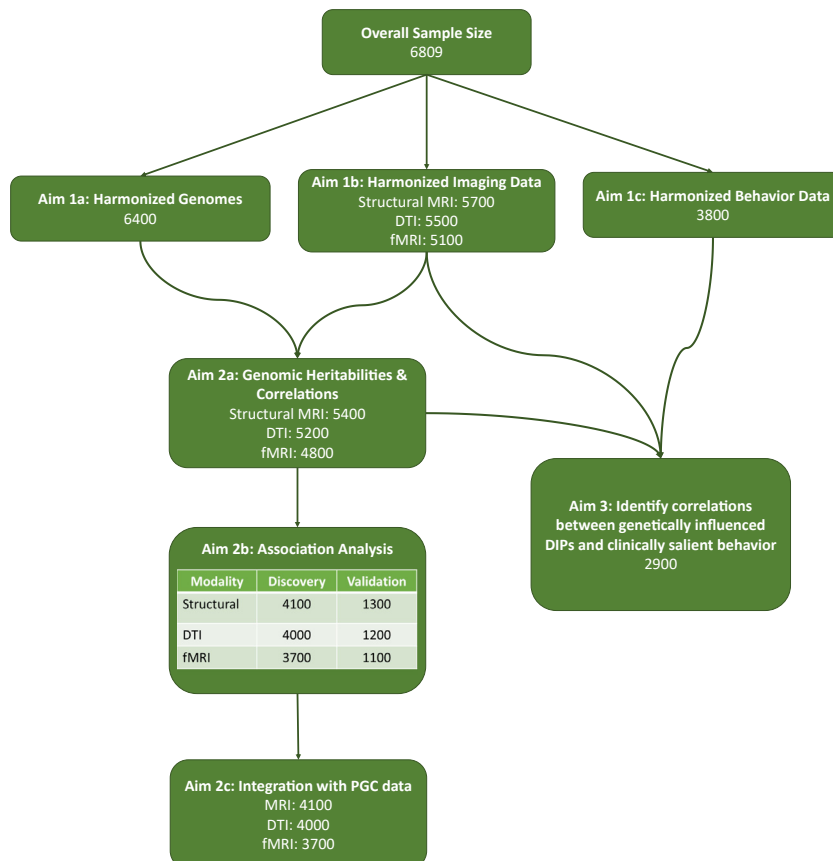 Overall Sample Size
6809
Aim 1a: Harmonized Genomes
6400
Aim 1b: Harmonized Imaging Data
Structural MRI: 5700
DTI: 5500
fMRI: 5100
Aim 1c: Harmonized Behavior Data
3800
Aim 2a: Genomic Heritabilities &
Correlations
Structural MRI: 5400
DTI: 5200
fMRI: 4800
Aim 3: Identify correlations
between genetically influenced
DIPs and clinically salient behavior
2900
Aim 2b: Association Analysis
Modality Discovery Validation
Structural 4100 1300
DTI 4000 1200
fMRI 3700 1100
Aim 2c: Integration with PGC data
MRI: 4100
DTI: 4000
fMRI: 3700